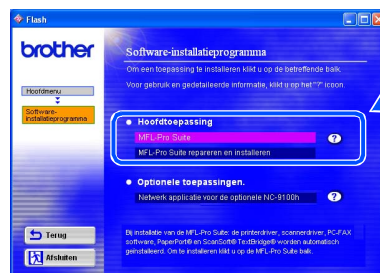 Flash
brother
Software-installatieprogramma
Om een toepassing te installeren klikt u op de betreffende balk.
Voor gebruik en gedetailleerde informatie, klikt u op het "?" icoon.
Hoofdmenu
Software-
installatieprogramma
Hoofdtoepassing
MFL-Pro Suite
?
MFL-Pro Suite repareren en installeren
Optionele toepassingen.
Netwerk applicatie voor de optionele NC-9100h
?
Terug
Afsluiten
Bij installatie van de MFL-Pro Suite: de printerdriver, scannerdriver, PC-FAX
software, PaperPort® en ScanSoft® TextBridge® worden automatisch
geïnstalleerd. Om te installeren klikt u op de MFL-Pro Suite balk.